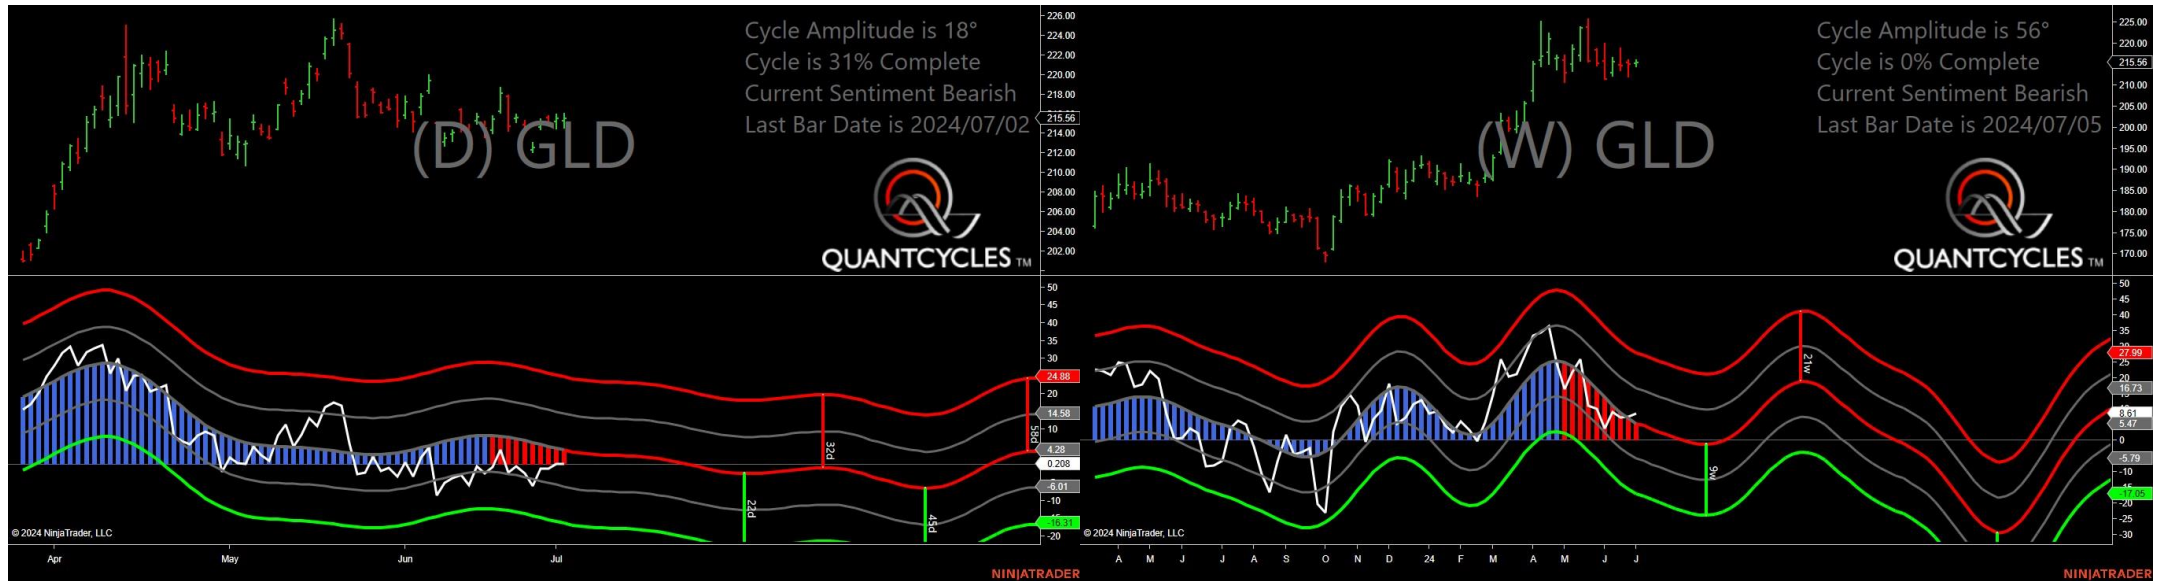 Cycle Amplitude is 18°
Cycle is 31% Complete
Current Sentiment Bearish
Last Bar Date is 2024/07/02
(D) GLD
QUANTCYCLES TM
226.00
224.00
222.00
220.00
218.00
215.56
214.00
212.00
210.00
208.00
206.00
204.00
202.00
50
45
40
35
30
24.88
20
14.58
10
58d
4.28
0.208
-6.01
-10
-16.31
-20
32d
22d
45d
© 2024 NinjaTrader, LLC
Apr May Jun Jul
NINJATRADER
Cycle Amplitude is 56°
Cycle is 0% Complete
Current Sentiment Bearish
Last Bar Date is 2024/07/05
(W) GLD
QUANTCYCLES TM
225.00
220.00
215.56
210.00
205.00
200.00
195.00
190.00
185.00
180.00
175.00
170.00
50
45
40
35
30
27.99
25
20
16.73
8.61
5.47
0
-5.79
-10
-17.05
-20
-25
-30
21w
9w
© 2024 NinjaTrader, LLC
A M J J A S O N D 24 F M A M J J
NINJATRADER